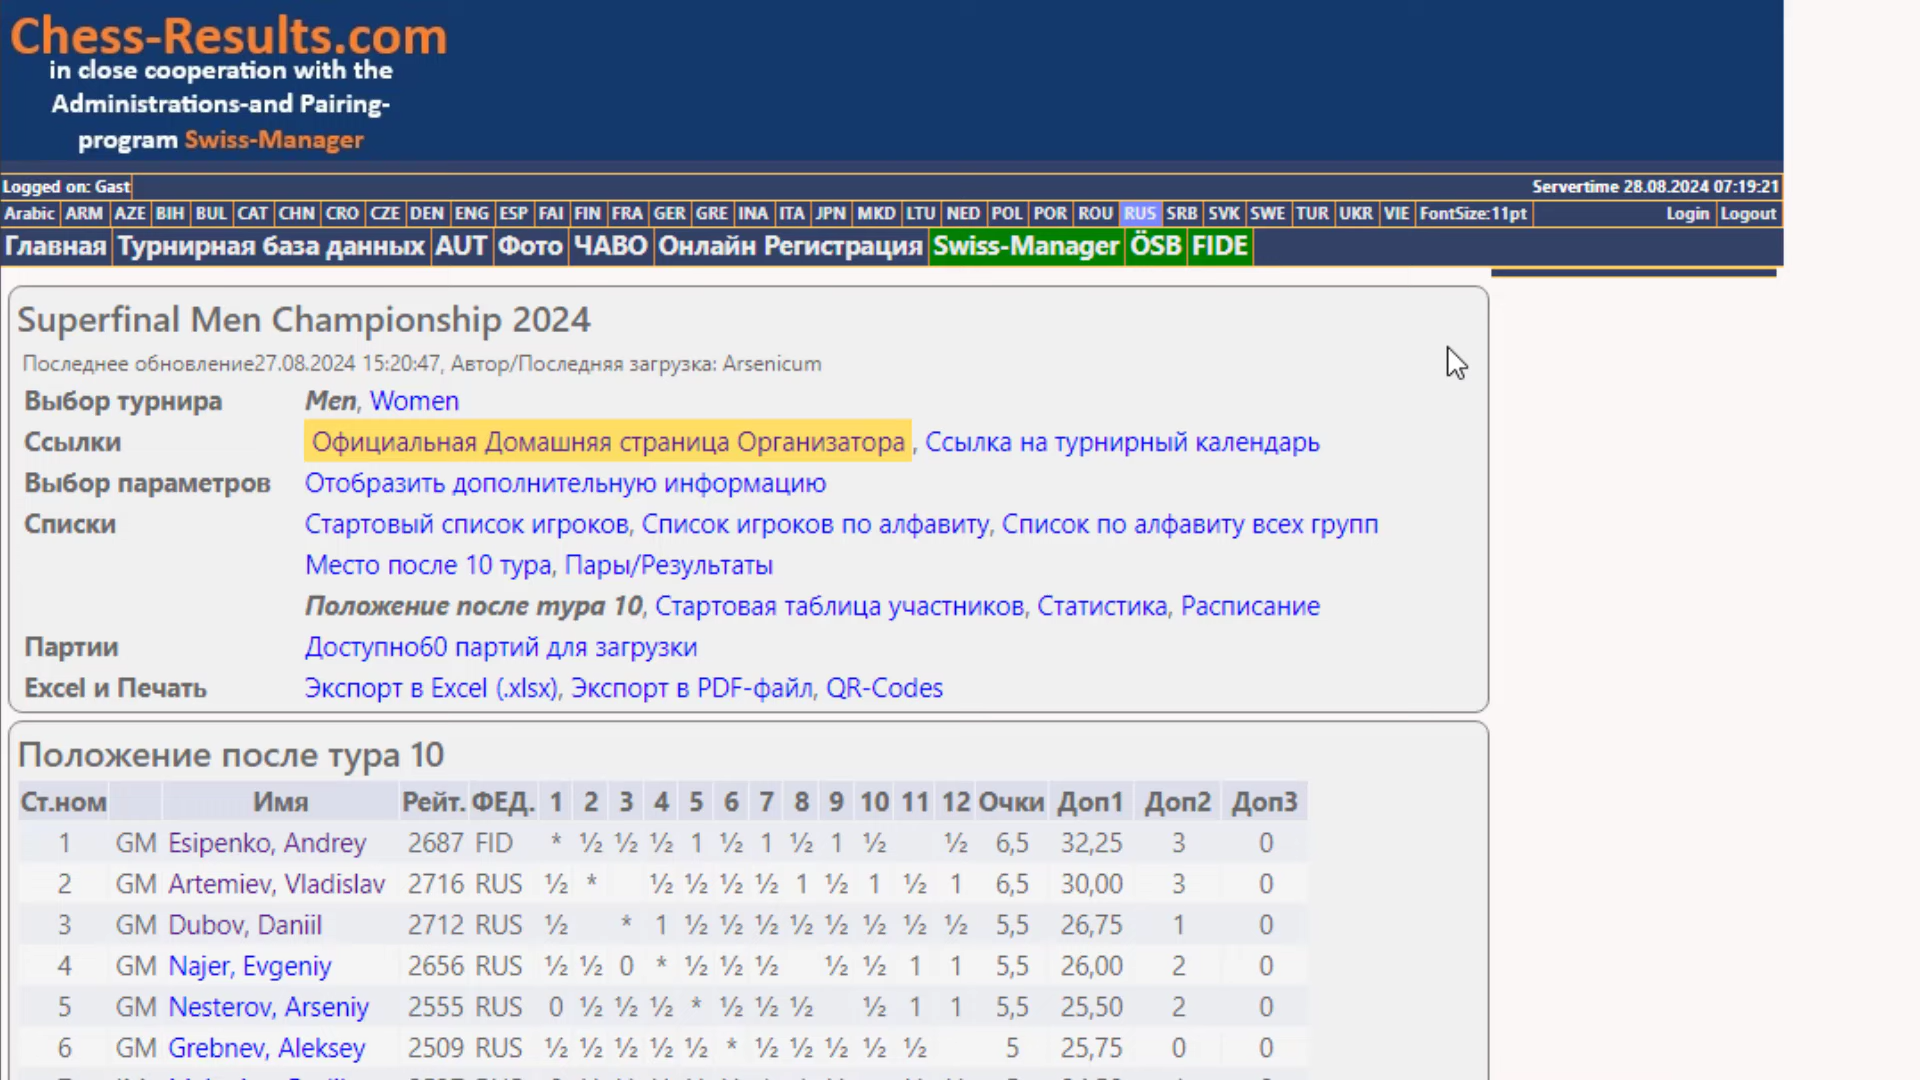 Chess-Results.com
in close cooperation with the
Administrations-and Pairing-
program Swiss-Manager
Logged on: Gast Servertime 28.08.2024 07:19:21
Arabic ARM AZE BIH BUL CAT CHN CRO CZE DEN ENG ESP FAI FIN FRA GER GRE INA ITA JPN MKD LTU NED POL POR ROU RUS SRB SVK SWE TUR UKR VIE FontSize:11pt Login Logout
Главная Турнирная база данных AUT Фото ЧАВО Онлайн Регистрация Swiss-Manager ÖSB FIDE
Superfinal Men Championship 2024
Последнее обновление27.08.2024 15:20:47, Автор/Последняя загрузка: Arsenicum
Выбор турнира Men, Women
Ссылки Официальная Домашняя страница Организатора, Ссылка на турнирный календарь
Выбор параметров Отобразить дополнительную информацию
Списки Стартовый список игроков, Список игроков по алфавиту, Список по алфавиту всех групп
Место после 10 тура, Пары/Результаты
Положение после тура 10, Стартовая таблица участников, Статистика, Расписание
Партии Доступно60 партий для загрузки
Excel и Печать Экспорт в Excel (.xlsx), Экспорт в PDF-файл, QR-Codes
Положение после тура 10
Ст.ном Имя Рейт. ФЕД. 1 2 3 4 5 6 7 8 9 10 11 12 Очки Доп1 Доп2 Доп3
1 GM Esipenko, Andrey 2687 FID * ½ ½ ½ 1 ½ 1 ½ 1 ½ ½ 6,5 32,25 3 0
2 GM Artemiev, Vladislav 2716 RUS ½ * ½ ½ ½ ½ 1 ½ 1 ½ 1 6,5 30,00 3 0
3 GM Dubov, Daniil 2712 RUS ½ * 1 ½ ½ ½ ½ ½ ½ ½ ½ 5,5 26,75 1 0
4 GM Najer, Evgeniy 2656 RUS ½ ½ 0 * ½ ½ ½ ½ ½ 1 1 5,5 26,00 2 0
5 GM Nesterov, Arseniy 2555 RUS 0 ½ ½ ½ * ½ ½ ½ ½ 1 1 5,5 25,50 2 0
6 GM Grebnev, Aleksey 2509 RUS ½ ½ ½ ½ ½ * ½ ½ ½ ½ ½ 5 25,75 0 0